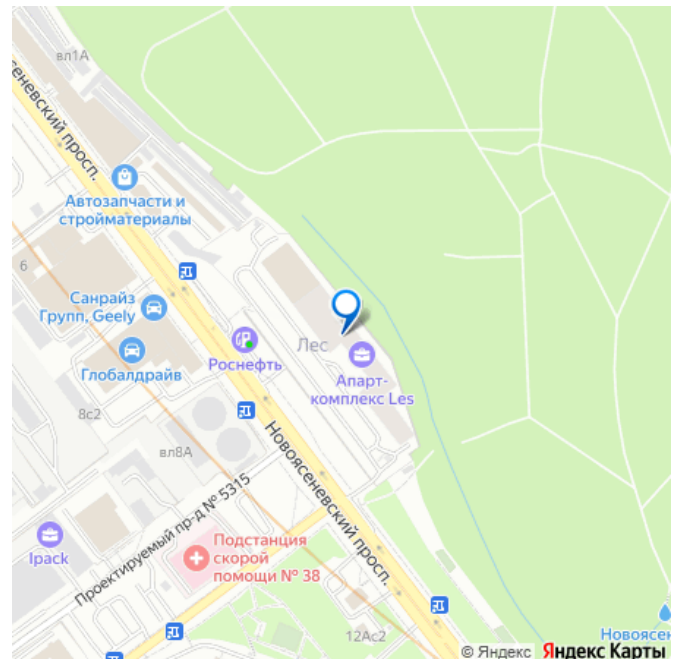 вл1А
сеневский просп.
Автозапчасти и
стройматериалы
6
Санрайз
Групп, Geely
Глобалдрайв
Роснефть
Лес
Апарт-
комплекс Les
8с2
вл8А
Новоясеневский просп.
Проектируемый пр-д № 5315
Ipack
Подстанция
скорой
помощи № 38
12Ас2
Новоясен
© Яндекс Яндекс Карты